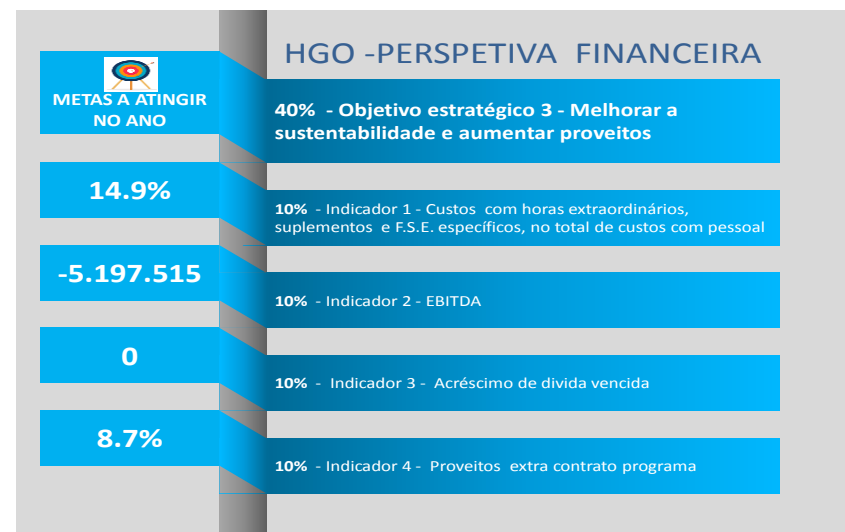 HGO -PERSPETIVA FINANCEIRA
METAS A ATINGIR
NO ANO
40% - Objetivo estratégico 3 - Melhorar a
sustentabilidade e aumentar proveitos
14.9%
10% - Indicador 1 - Custos com horas extraordinários,
suplementos e F.S.E. específicos, no total de custos com pessoal
-5.197.515
10% - Indicador 2 - EBITDA
0
10% - Indicador 3 - Acréscimo de divida vencida
8.7%
10% - Indicador 4 - Proveitos extra contrato programa